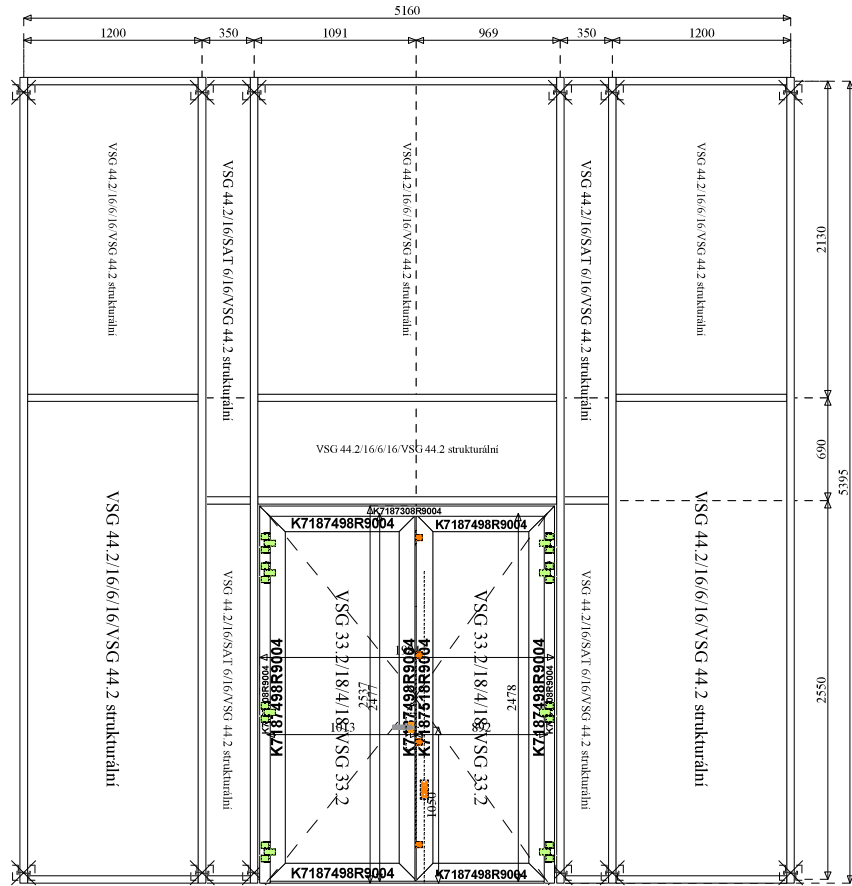 5160
1200
350
1091
969
350
1200
VSG 44.2/16/6/16/VSG 44.2 strukturální
VSG 44.2/16/SAT 6/16/VSG 44.2 strukturální
VSG 44.2/16/6/16/VSG 44.2 strukturální
VSG 44.2/16/SAT 6/16/VSG 44.2 strukturální
VSG 44.2/16/6/16/VSG 44.2 strukturální
2130
690
5395
2550
VSG 44.2/16/6/16/VSG 44.2 strukturální
VSG 44.2/16/6/16/VSG 44.2 strukturální
VSG 44.2/16/SAT 6/16/VSG 44.2 strukturální
K7187308R9004
K7187498R9004
K7187498R9004
VSG 33.2/18/4/18/VSG 33.2
VSG 33.2/18/4/18/VSG 33.2
VSG 44.2/16/SAT 6/16/VSG 44.2 strukturální
VSG 44.2/16/6/16/VSG 44.2 strukturální
K7187498R9004
K7187498R9004
K7187518R9004
K7187498R9004
2537
2477
2478
1013
892
1050
K7187498R9004
K7187498R9004